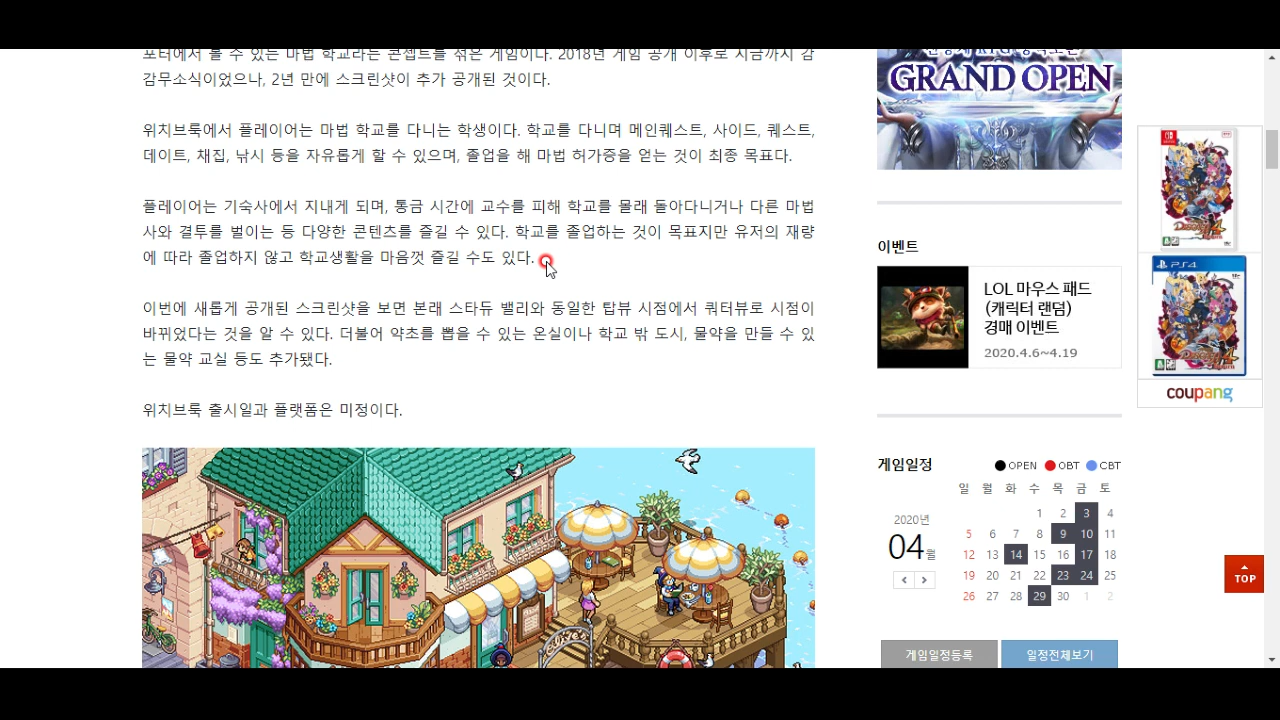 포터에서 볼 수 있는 마법 학교라는 콘셉트를 섞은 게임이다. 2018년 게임 공개 이후로 지금까지 감
감무소식이었으나, 2년 만에 스크린샷이 추가 공개된 것이다.
위치브룩에서 플레이어는 마법 학교를 다니는 학생이다. 학교를 다니며 메인퀘스트, 사이드, 퀘스트,
데이트, 채집, 낚시 등을 자유롭게 할 수 있으며, 졸업을 해 마법 허가증을 얻는 것이 최종 목표다.
플레이어는 기숙사에서 지내게 되며, 통금 시간에 교수를 피해 학교를 몰래 돌아다니거나 다른 마법
사와 결투를 벌이는 등 다양한 콘텐츠를 즐길 수 있다. 학교를 졸업하는 것이 목표지만 유저의 재량
에 따라 졸업하지 않고 학교생활을 마음껏 즐길 수도 있다.
이번에 새롭게 공개된 스크린샷을 보면 본래 스타듀 밸리와 동일한 탑뷰 시점에서 쿼터뷰로 시점이
바뀌었다는 것을 알 수 있다. 더불어 약초를 뽑을 수 있는 온실이나 학교 밖 도시, 물약을 만들 수 있
는 물약 교실 등도 추가됐다.
위치브룩 출시일과 플랫폼은 미정이다.
Olive's
GRAND OPEN
이벤트
LOL 마우스 패드
(캐릭터 랜덤)
경매 이벤트
2020.4.6~4.19
게임일정
OPEN OBT CBT
일 월 화 수 목 금 토
1 2 3 4
2020년
04월
5 6 7 8 9 10 11
12 13 14 15 16 17 18
19 20 21 22 23 24 25
26 27 28 29 30 1 2
게임일정등록 일정전체보기
PS4
coupang
TOP